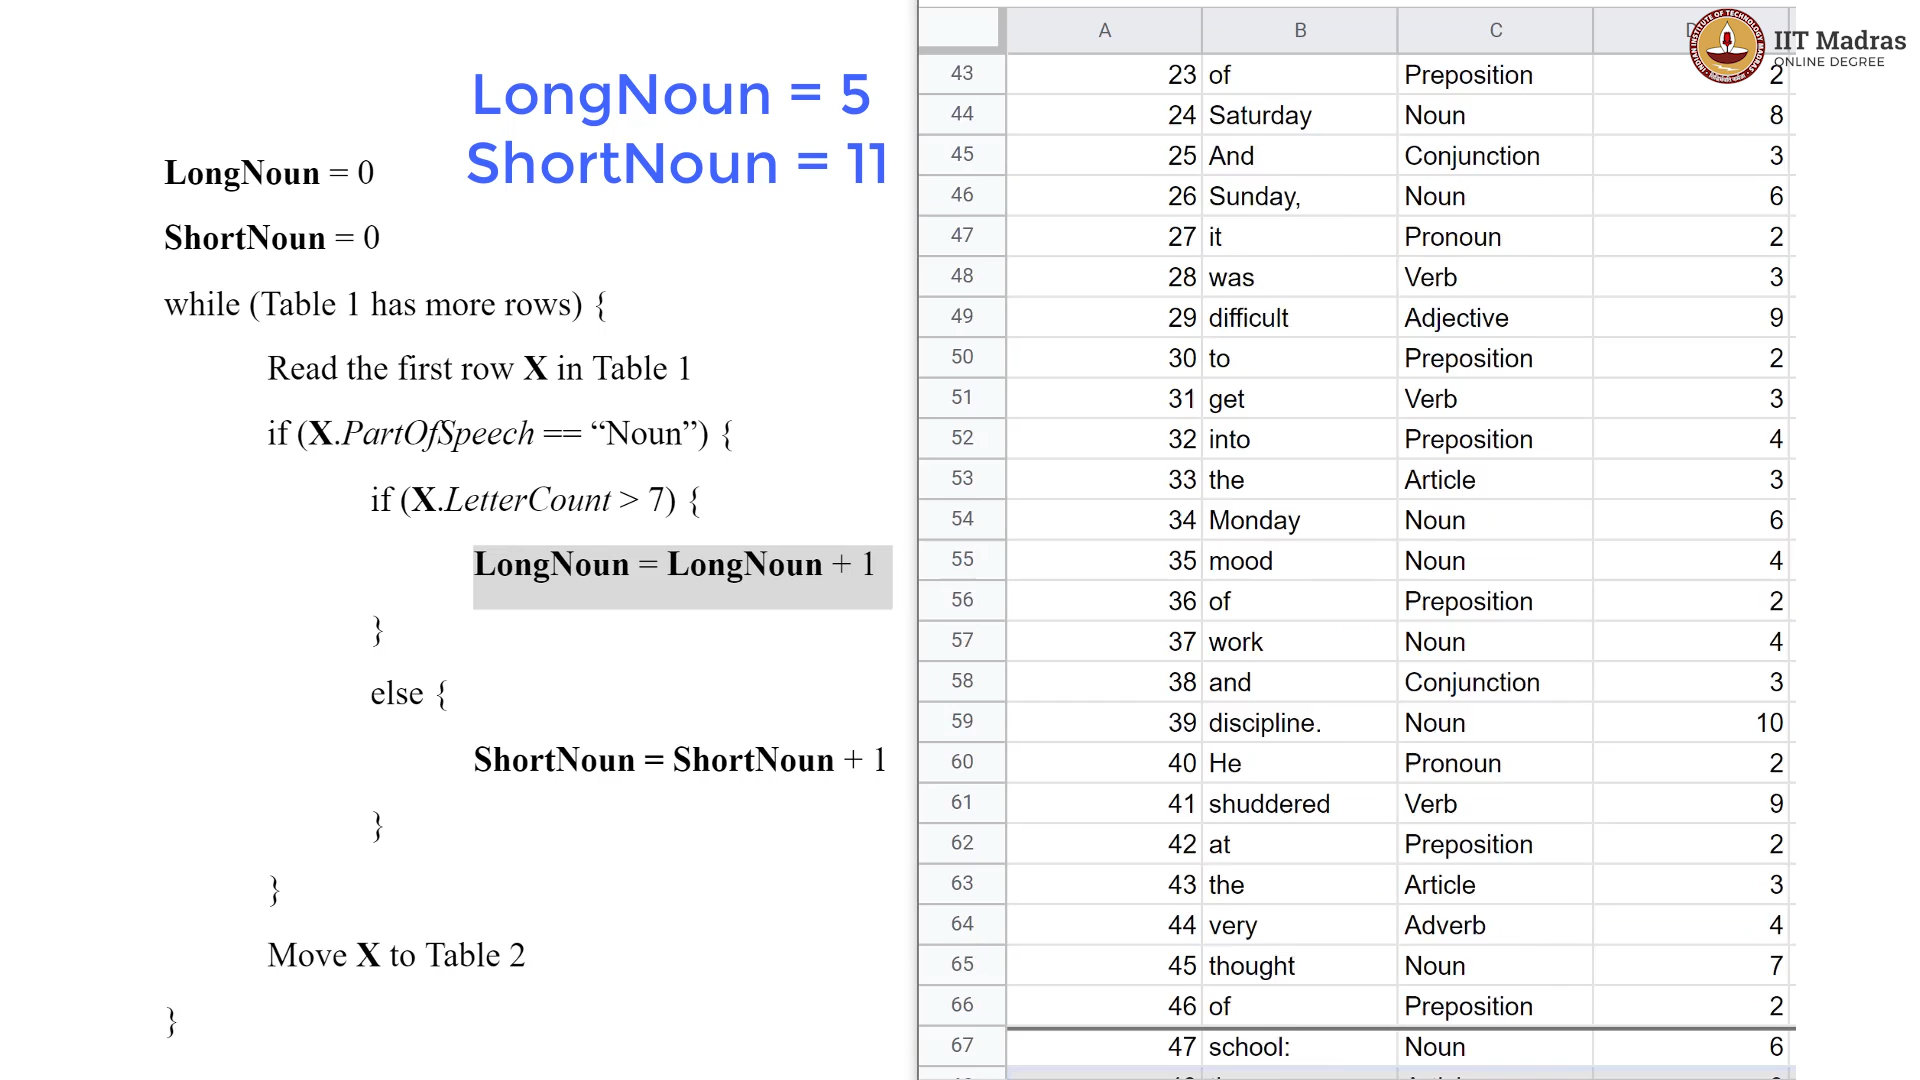 LongNoun = 5
ShortNoun = 11
LongNoun = 0
ShortNoun = 0
while (Table 1 has more rows) {
Read the first row X in Table 1
if (X.PartOfSpeech == “Noun”) {
if (X.LetterCount > 7) {
LongNoun = LongNoun + 1
}
else {
ShortNoun = ShortNoun + 1
}
}
Move X to Table 2
}
A B C D
IIT Madras
ONLINE DEGREE
43 23 of Preposition 2
44 24 Saturday Noun 8
45 25 And Conjunction 3
46 26 Sunday, Noun 6
47 27 it Pronoun 2
48 28 was Verb 3
49 29 difficult Adjective 9
50 30 to Preposition 2
51 31 get Verb 3
52 32 into Preposition 4
53 33 the Article 3
54 34 Monday Noun 6
55 35 mood Noun 4
56 36 of Preposition 2
57 37 work Noun 4
58 38 and Conjunction 3
59 39 discipline. Noun 10
60 40 He Pronoun 2
61 41 shuddered Verb 9
62 42 at Preposition 2
63 43 the Article 3
64 44 very Adverb 4
65 45 thought Noun 7
66 46 of Preposition 2
67 47 school: Noun 6